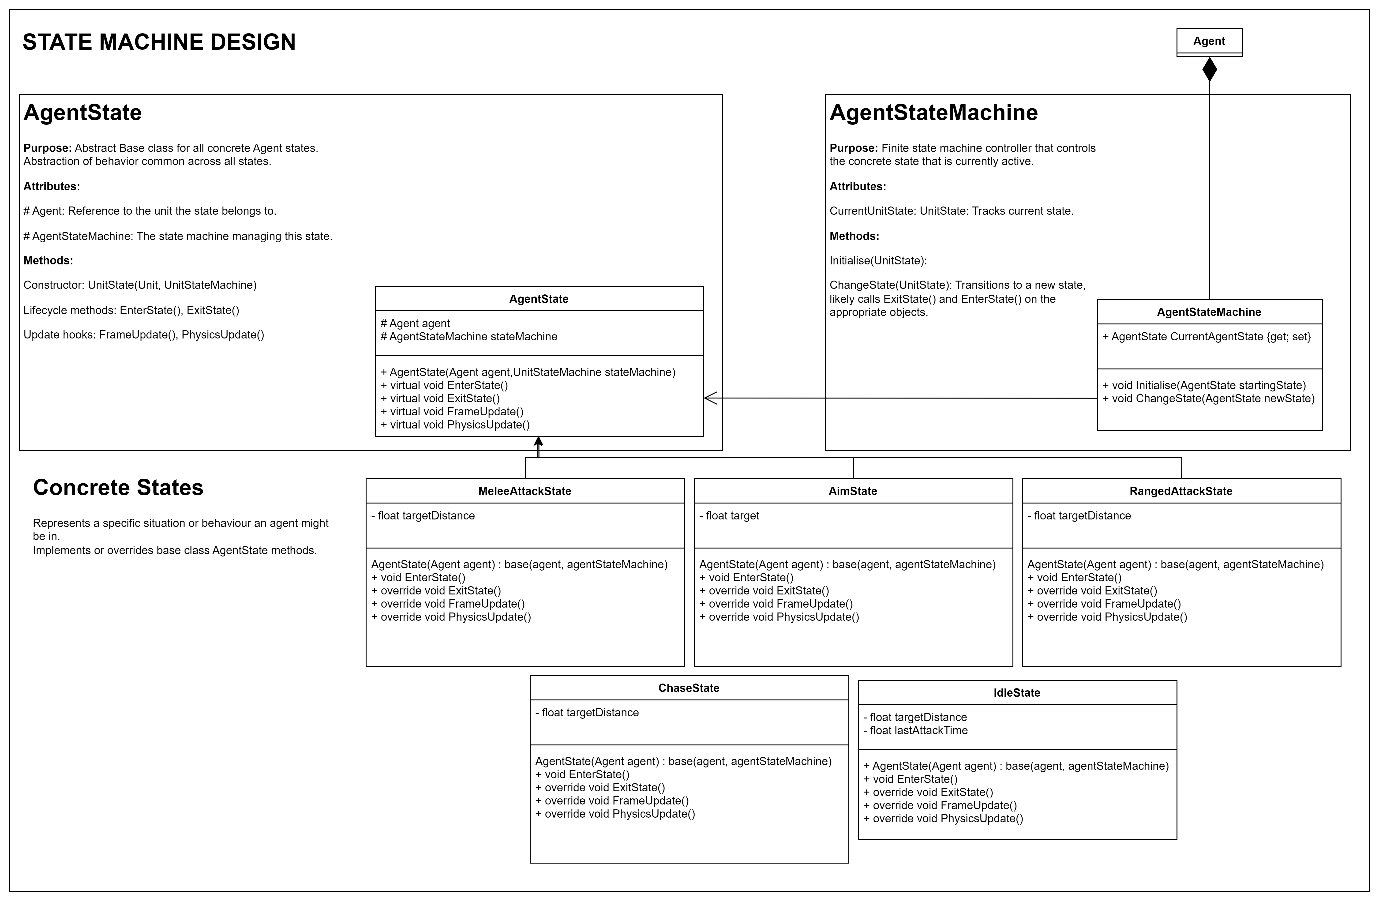 STATE MACHINE DESIGN
Agent
AgentState
Purpose: Abstract Base class for all concrete Agent states.
Abstraction of behavior common across all states.
Attributes:
# Agent: Reference to the unit the state belongs to.
# AgentStateMachine: The state machine managing this state.
Methods:
Constructor: UnitState(Unit, UnitStateMachine)
Lifecycle methods: EnterState(), ExitState()
Update hooks: FrameUpdate(), PhysicsUpdate()
AgentState
# Agent agent
# AgentStateMachine stateMachine
+ AgentState(Agent agent,UnitStateMachine stateMachine)
+ virtual void EnterState()
+ virtual void ExitState()
+ virtual void FrameUpdate()
+ virtual void PhysicsUpdate()
AgentStateMachine
Purpose: Finite state machine controller that controls
the concrete state that is currently active.
Attributes:
CurrentUnitState: UnitState: Tracks current state.
Methods:
Initialise(UnitState):
ChangeState(UnitState): Transitions to a new state,
likely calls ExitState() and EnterState() on the
appropriate objects.
AgentStateMachine
+ AgentState CurrentAgentState {get; set}
+ void Initialise(AgentState startingState)
+ void ChangeState(AgentState newState)
Concrete States
Represents a specific situation or behaviour an agent might
be in.
Implements or overrides base class AgentState methods.
MeleeAttackState
- float targetDistance
AgentState(Agent agent) : base(agent, agentStateMachine)
+ void EnterState()
+ override void ExitState()
+ override void FrameUpdate()
+ override void PhysicsUpdate()
AimState
- float target
AgentState(Agent agent) : base(agent, agentStateMachine)
+ void EnterState()
+ override void ExitState()
+ override void FrameUpdate()
+ override void PhysicsUpdate()
RangedAttackState
- float targetDistance
AgentState(Agent agent) : base(agent, agentStateMachine)
+ void EnterState()
+ override void ExitState()
+ override void FrameUpdate()
+ override void PhysicsUpdate()
ChaseState
- float targetDistance
AgentState(Agent agent) : base(agent, agentStateMachine)
+ void EnterState()
+ override void ExitState()
+ override void FrameUpdate()
+ override void PhysicsUpdate()
IdleState
- float targetDistance
- float lastAttackTime
+ AgentState(Agent agent) : base(agent, agentStateMachine)
+ void EnterState()
+ override void ExitState()
+ override void FrameUpdate()
+ override void PhysicsUpdate()